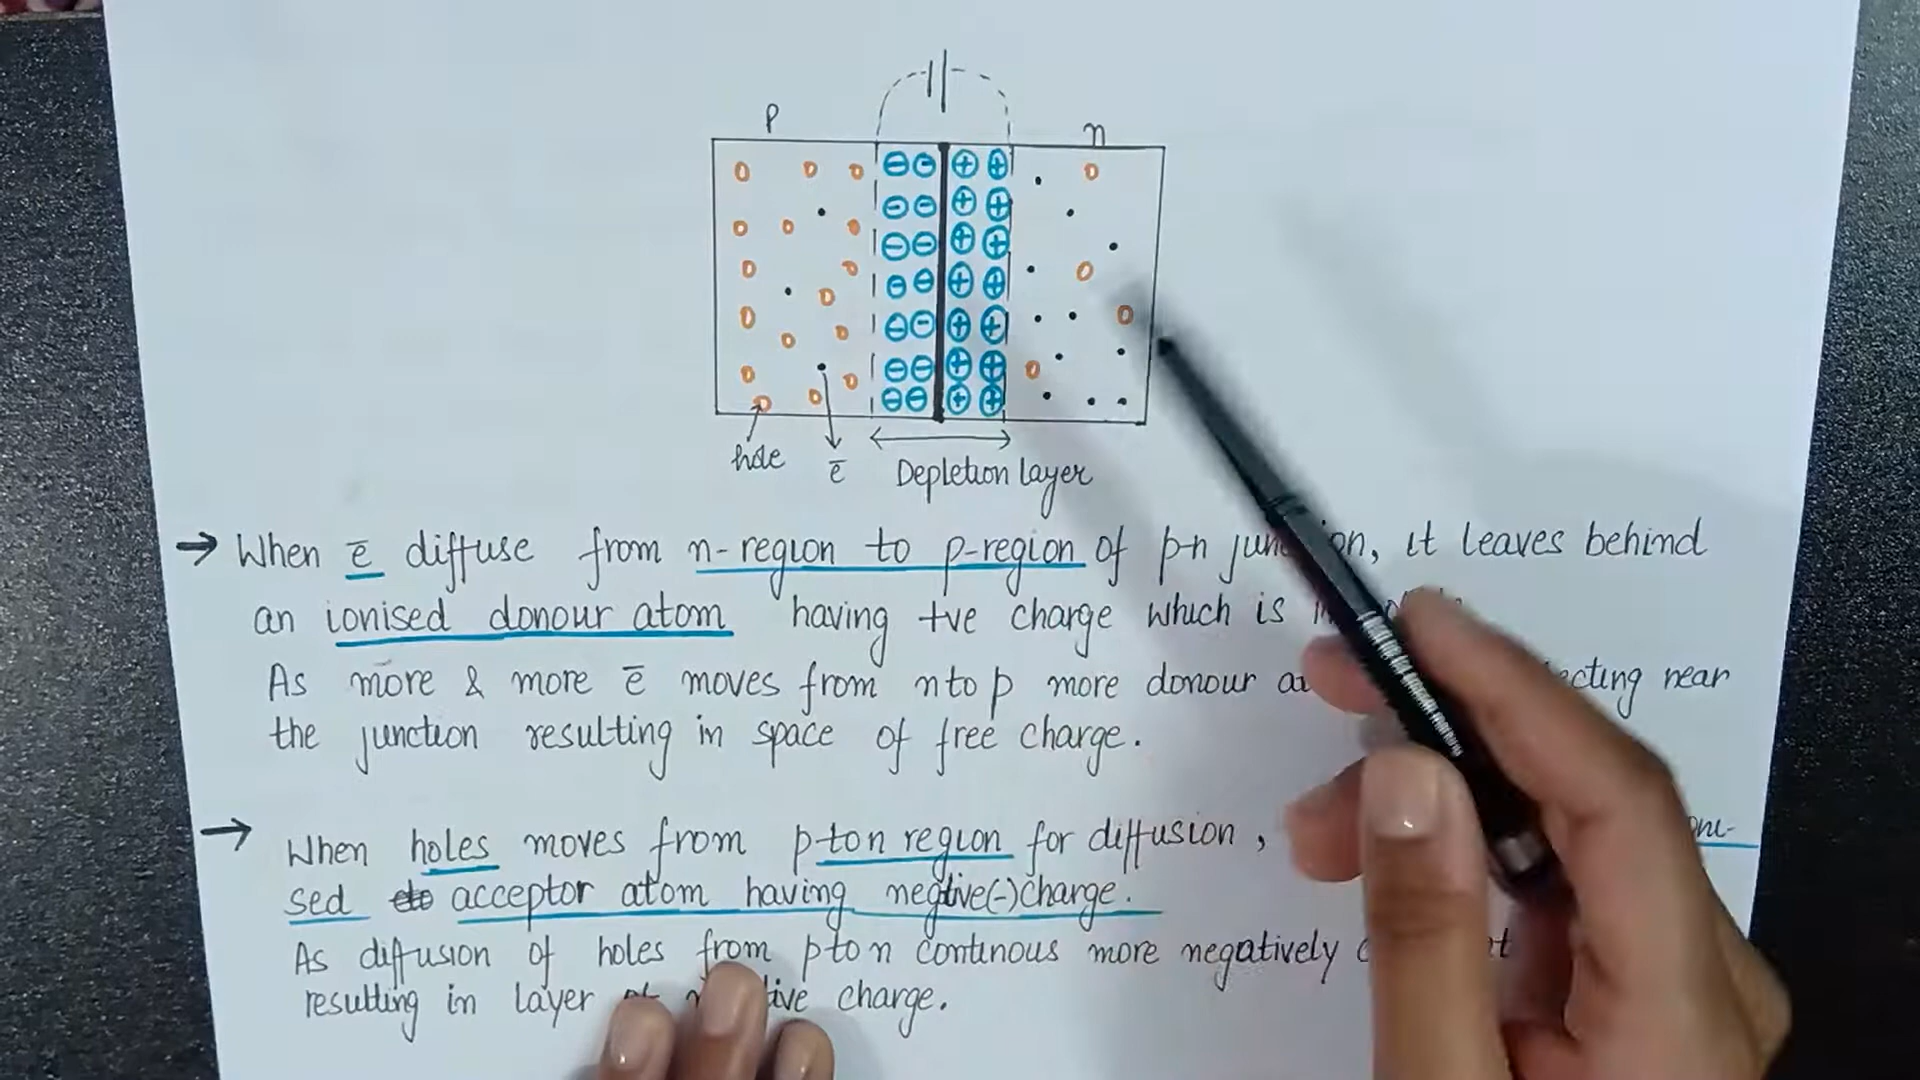 p
n
hole
ē
Depletion layer
→ When ē diffuse from n-region to p-region of p-n junction, it leaves behind
an ionised donour atom having +ve charge which is
As more & more ē moves from n to p more donour near
the junction resulting in space of free charge.
→ When holes moves from p to n region for diffusion,
sed acceptor atom having negtive(-)charge.
As diffusion of holes from p to n continous more negatively
resulting in layer charge.